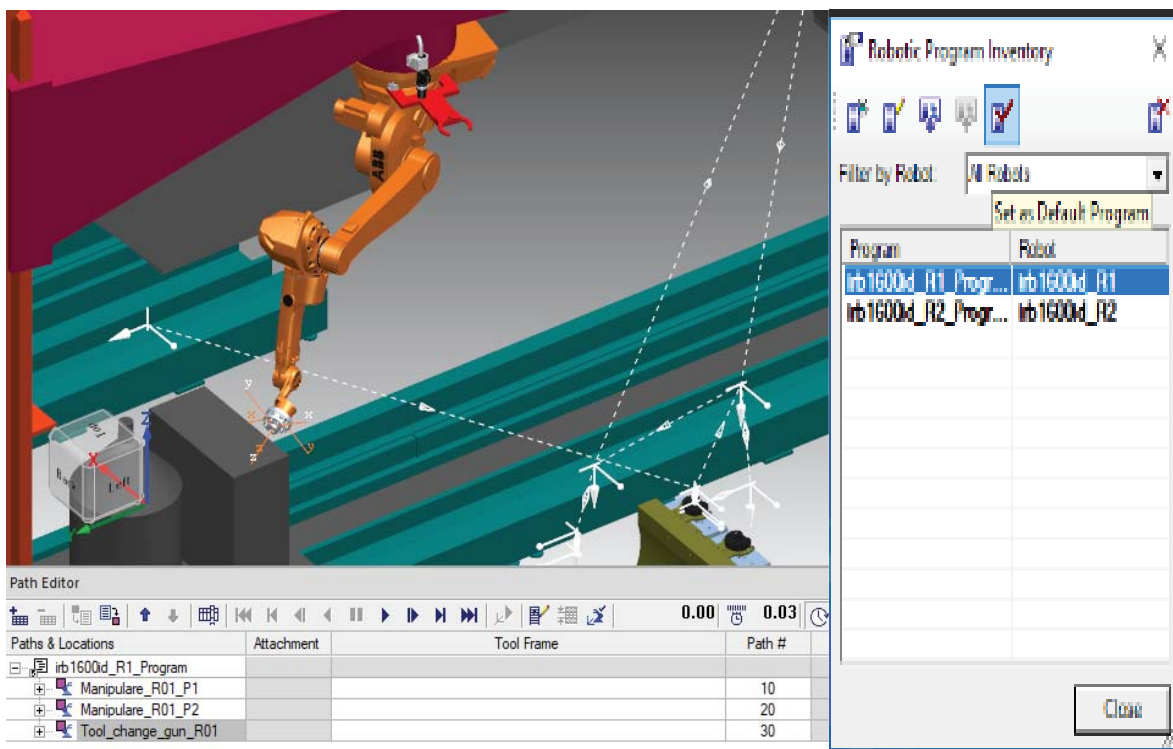 ABB
y
x
x
y
z
z
Top
Back
Left
X
Z
Path Editor
0.00 0.03
Paths & Locations Attachment Tool Frame Path #
irb1600id_R1_Program
Manipulare_R01_P1 10
Manipulare_R01_P2 20
Tool_change_gun_R01 30
Robotic Program Inventory
Filter by Robot: All Robots
Set as Default Program
Program Robot
irb1600id_R1_Progr... irb1600id_R1
irb1600id_R2_Progr... irb1600id_R2
Close